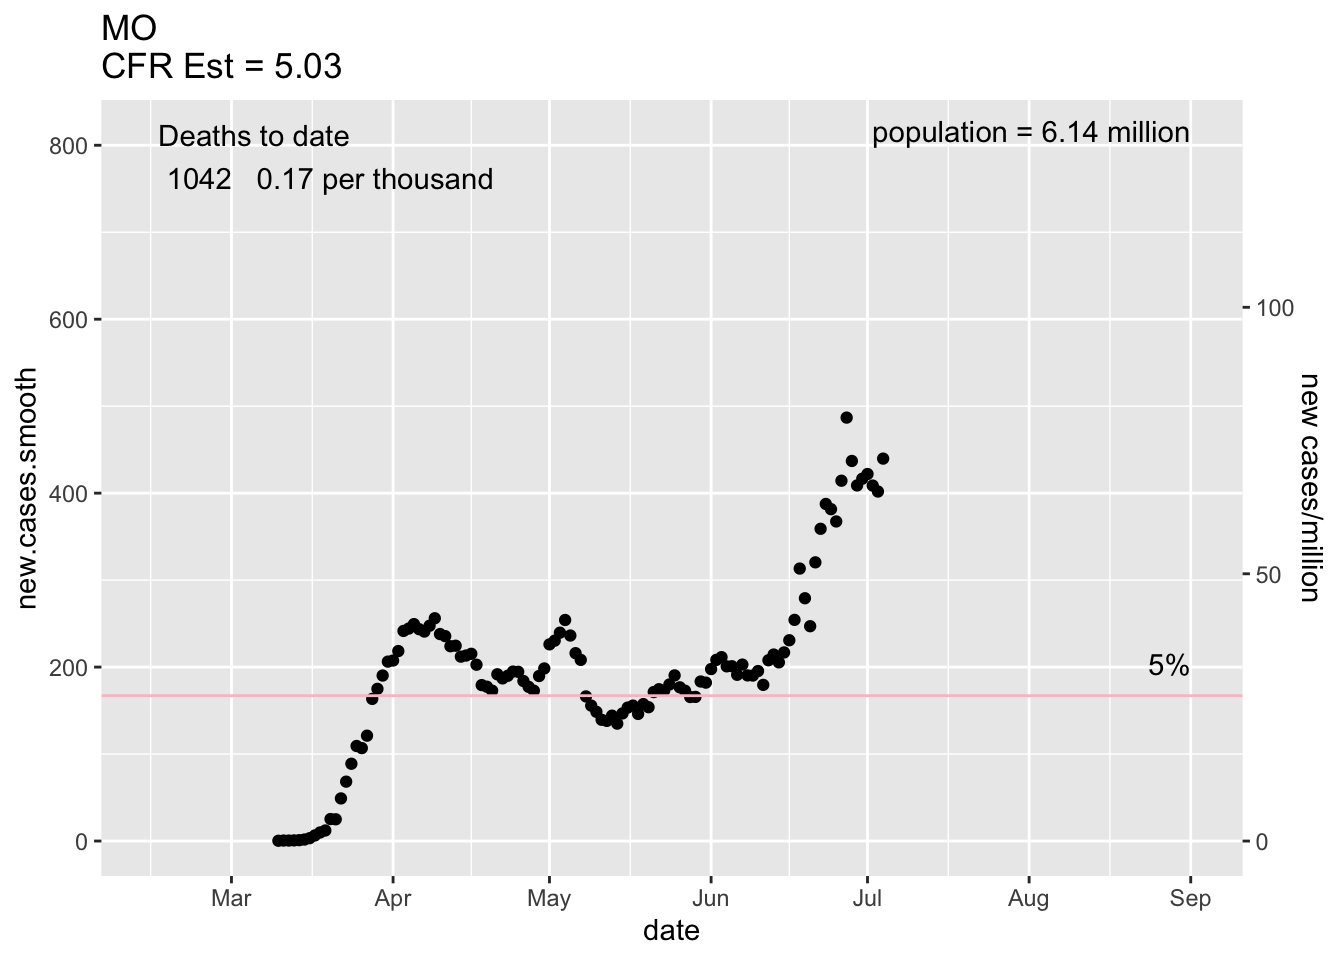 MO
CFR Est = 5.03
Deaths to date
1042   0.17 per thousand
population = 6.14 million
800
600
400
200
0
new.cases.smooth
100
50
0
new cases/million
5%
Mar
Apr
May
Jun
Jul
Aug
Sep
date